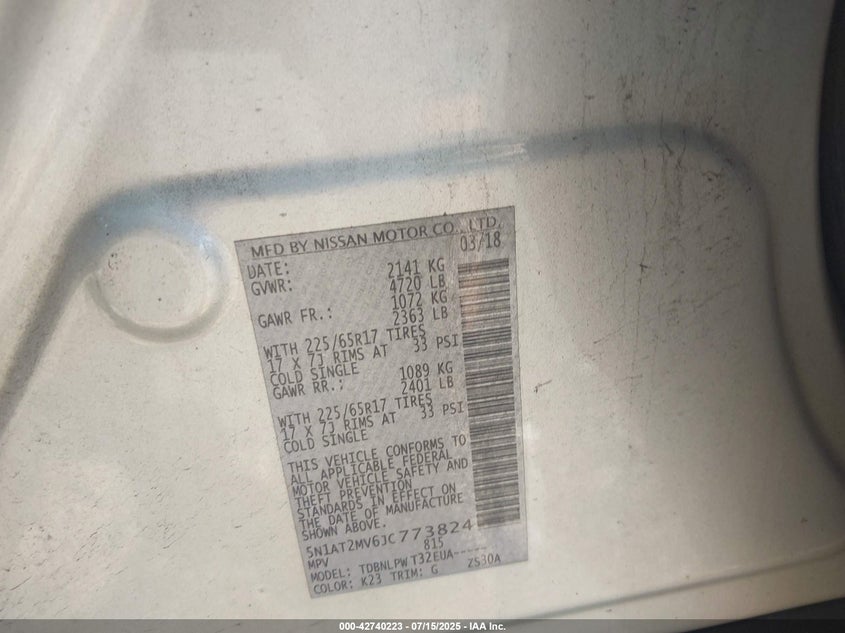 MFD BY NISSAN MOTOR CO., LTD.
DATE: 03/18
GVWR: 2141 KG
4720 LB
GAWR FR.: 1072 KG
2363 LB
WITH 225/65R17 TIRES
17 X 7J RIMS AT 33 PSI
COLD SINGLE
GAWR RR.: 1089 KG
2401 LB
WITH 225/65R17 TIRES
17 X 7J RIMS AT 33 PSI
COLD SINGLE
THIS VEHICLE CONFORMS TO
ALL APPLICABLE FEDERAL
MOTOR VEHICLE SAFETY AND
THEFT PREVENTION
STANDARDS IN EFFECT ON
THE DATE OF MANUFACTURE
SHOWN ABOVE.
5N1AT2MV6JC773824
MPV 815
MODEL: TDBNLPW T32EUA-----
COLOR: K23 TRIM: G ZS30A
000-42740223 - 07/15/2025 - IAA Inc.